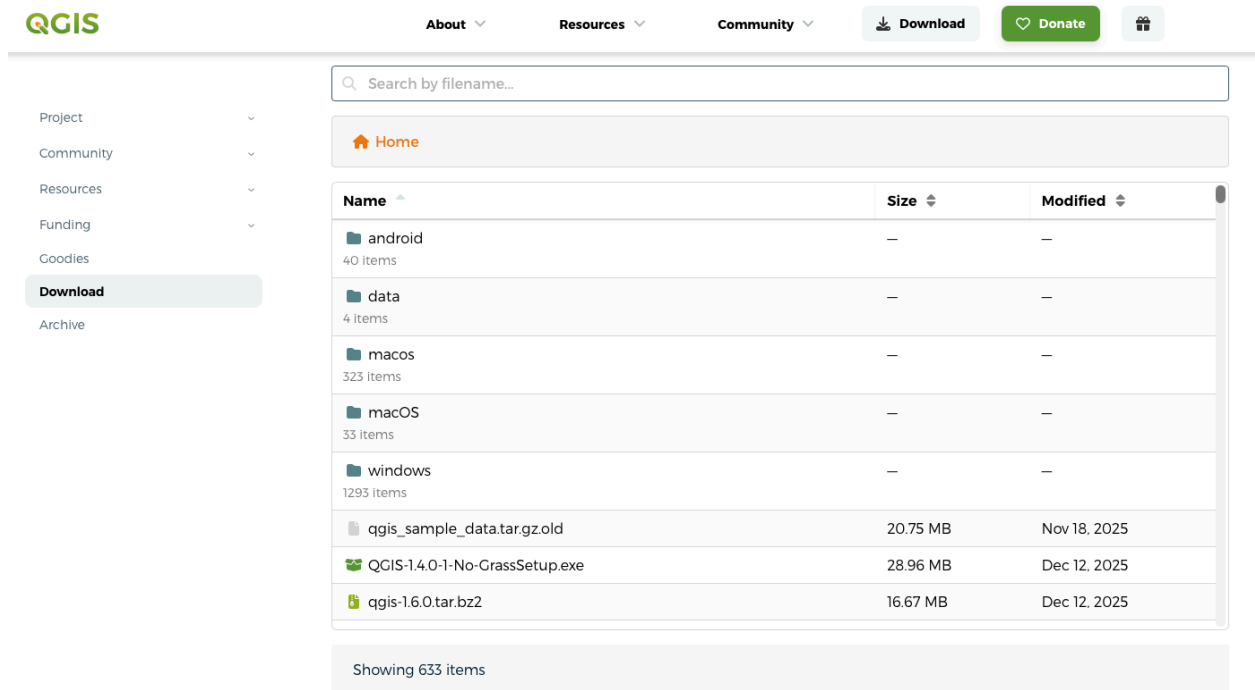 QGIS
About
Resources
Community
Download
Donate
Search by filename...
Project
Community
Resources
Funding
Goodies
Download
Archive
Home
Name Size Modified
android — —
40 items
data — —
4 items
macos — —
323 items
macOS — —
33 items
windows — —
1293 items
qgis_sample_data.tar.gz.old 20.75 MB Nov 18, 2025
QGIS-1.4.0-1-No-GrassSetup.exe 28.96 MB Dec 12, 2025
qgis-1.6.0.tar.bz2 16.67 MB Dec 12, 2025
Showing 633 items